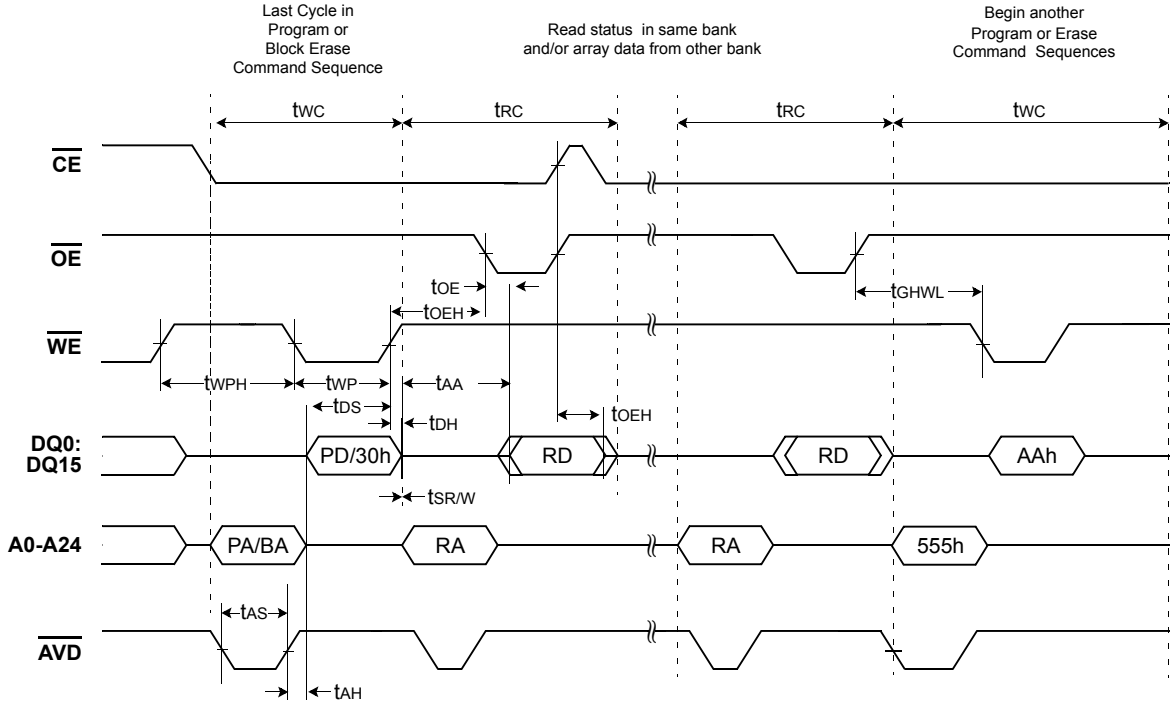 Last Cycle in
Program or
Block Erase
Command Sequence
Read status in same bank
and/or array data from other bank
Begin another
Program or Erase
Command Sequences
tWC
tRC
tRC
tWC
CE
OE
tOE
tOEH
tGHWL
WE
tWPH
tWP
tAA
tDS
tDH
tOEH
DQ0:
DQ15
PD/30h
RD
RD
AAh
tSR/W
A0-A24
PA/BA
RA
RA
555h
tAS
AVD
tAH